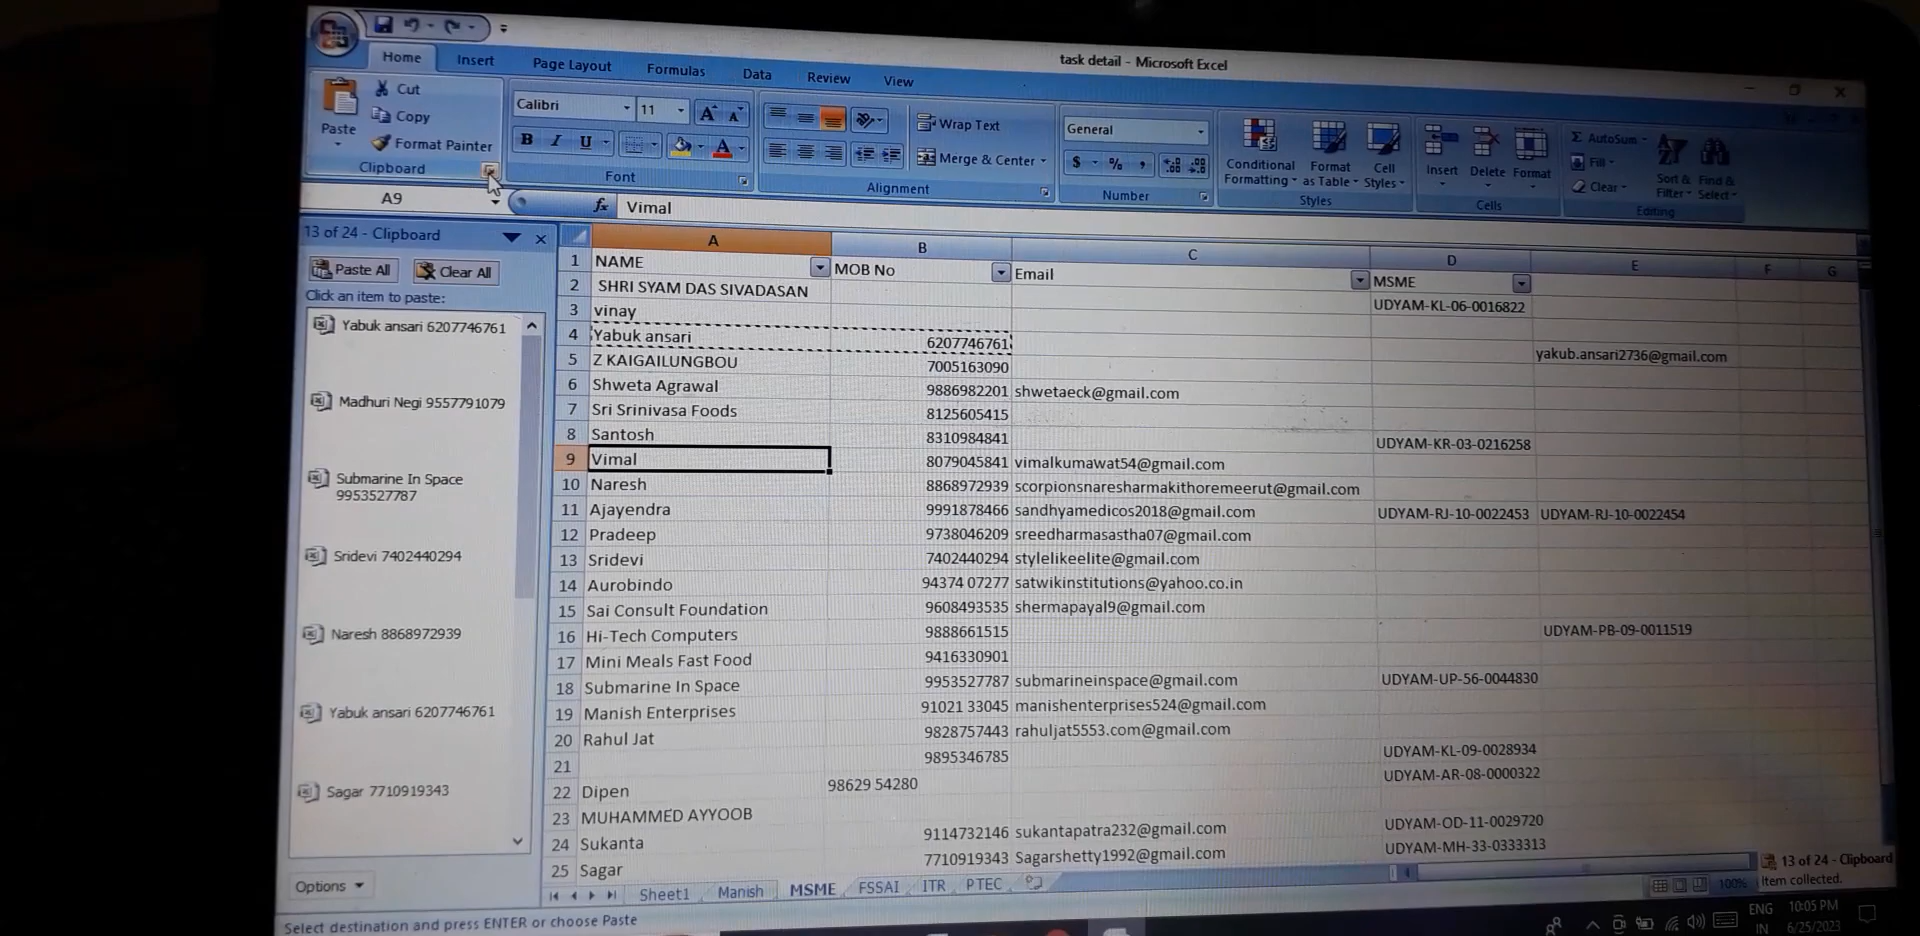 task detail - Microsoft Excel
Home Insert Page Layout Formulas Data Review View
Paste
Cut
Copy
Format Painter
Clipboard
Calibri 11
B I U
Font
Wrap Text
Merge & Center
Alignment
General
$ % ,
Number
Conditional Formatting
Format as Table
Cell Styles
Styles
Insert Delete Format
Cells
AutoSum
Fill
Clear
Sort & Filter
Find & Select
Editing
A9 fx Vimal
13 of 24 - Clipboard
Paste All Clear All
Click an item to paste:
Yabuk ansari 6207746761
Madhuri Negi 9557791079
Submarine In Space
9953527787
Sridevi 7402440294
Naresh 8868972939
Yabuk ansari 6207746761
Sagar 7710919343
Options
A B C D E F G
1 NAME MOB No Email MSME
2 SHRI SYAM DAS SIVADASAN UDYAM-KL-06-0016822
3 vinay
4 Yabuk ansari 6207746761 yakub.ansari2736@gmail.com
5 Z KAIGAILUNGBOU 7005163090
6 Shweta Agrawal 9886982201 shwetaeck@gmail.com
7 Sri Srinivasa Foods 8125605415
8 Santosh 8310984841 UDYAM-KR-03-0216258
9 Vimal 8079045841 vimalkumawat54@gmail.com
10 Naresh 8868972939 scorpionsnaresharmakithoremeerut@gmail.com
11 Ajayendra 9991878466 sandhyamedicos2018@gmail.com UDYAM-RJ-10-0022453 UDYAM-RJ-10-0022454
12 Pradeep 9738046209 sreedharmasastha07@gmail.com
13 Sridevi 7402440294 stylelikeelite@gmail.com
14 Aurobindo 94374 07277 satwikinstitutions@yahoo.co.in
15 Sai Consult Foundation 9608493535 shermapayal9@gmail.com
16 Hi-Tech Computers 9888661515 UDYAM-PB-09-0011519
17 Mini Meals Fast Food 9416330901
18 Submarine In Space 9953527787 submarineinspace@gmail.com UDYAM-UP-56-0044830
19 Manish Enterprises 91021 33045 manishenterprises524@gmail.com
20 Rahul Jat 9828757443 rahuljat5553.com@gmail.com
21 9895346785 UDYAM-KL-09-0028934
22 Dipen 98629 54280 UDYAM-AR-08-0000322
23 MUHAMMED AYYOOB
24 Sukanta 9114732146 sukantapatra232@gmail.com UDYAM-OD-11-0029720
25 Sagar 7710919343 Sagarshetty1992@gmail.com UDYAM-MH-33-0333313
Sheet1 Manish MSME FSSAI ITR PTEC
13 of 24 - Clipboard
Item collected.
100%
Select destination and press ENTER or choose Paste
ENG
IN
10:05 PM
6/25/2023